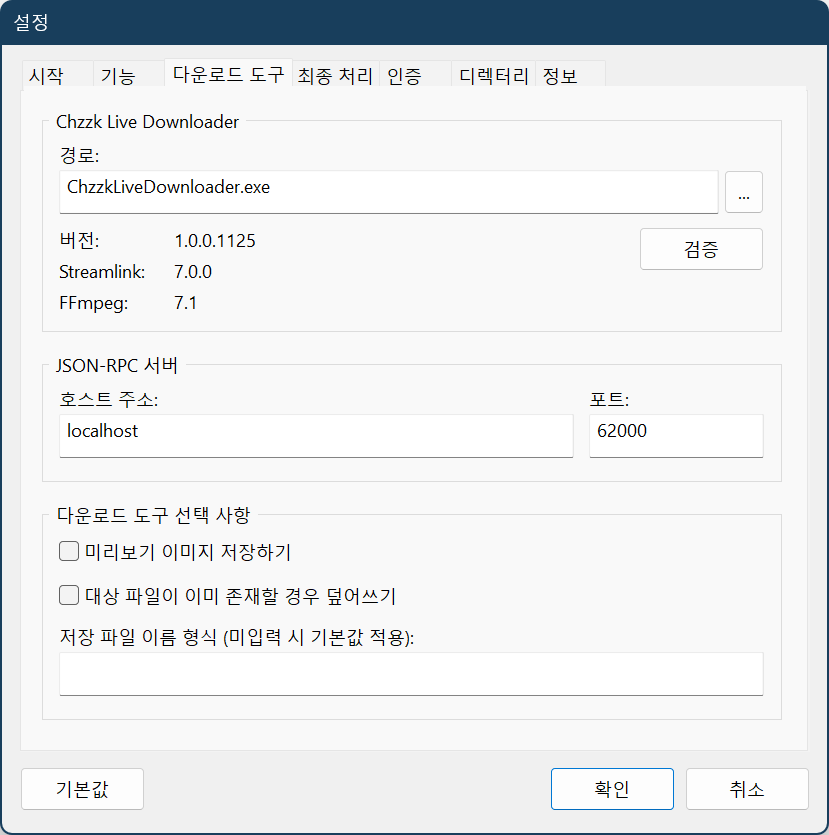 설정
시작 기능 다운로드 도구 최종 처리 인증 디렉터리 정보
Chzzk Live Downloader
경로:
ChzzkLiveDownloader.exe ...
버전: 1.0.0.1125 검증
Streamlink: 7.0.0
FFmpeg: 7.1
JSON-RPC 서버
호스트 주소: 포트:
localhost 62000
다운로드 도구 선택 사항
미리보기 이미지 저장하기
대상 파일이 이미 존재할 경우 덮어쓰기
저장 파일 이름 형식 (미입력 시 기본값 적용):
기본값 확인 취소